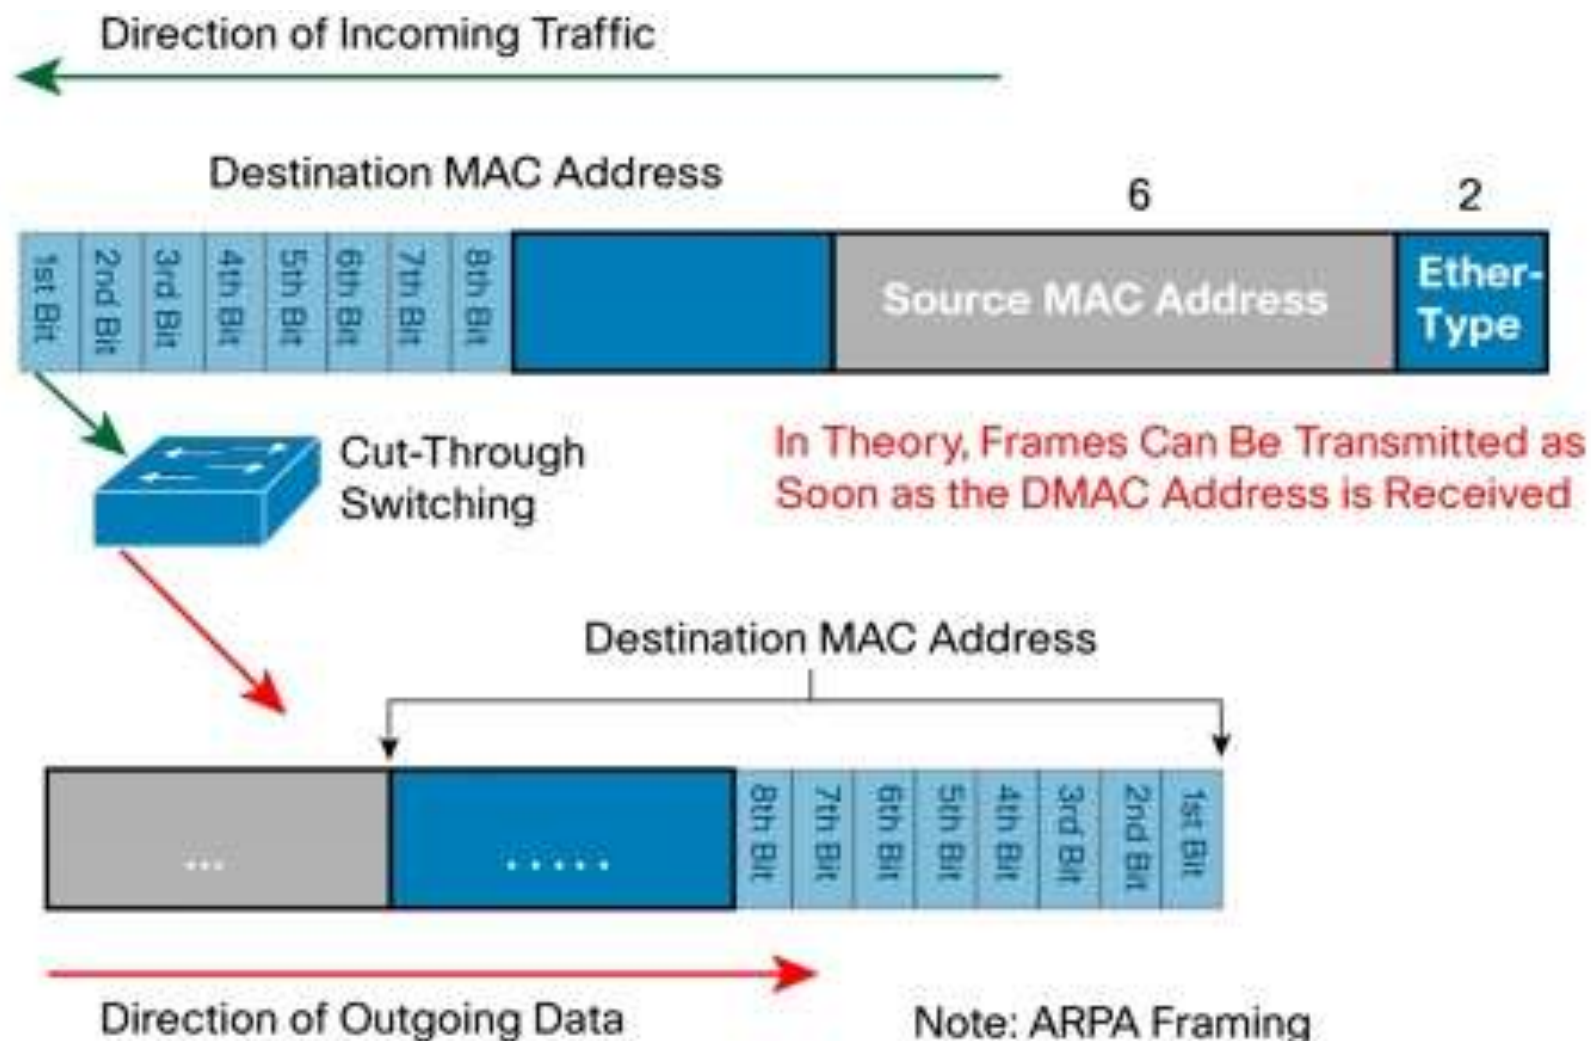 Direction of Incoming Traffic
Destination MAC Address
6
2
1st Bit
2nd Bit
3rd Bit
4th Bit
5th Bit
6th Bit
7th Bit
8th Bit
Source MAC Address
Ether-
Type
Cut-Through
Switching
In Theory, Frames Can Be Transmitted as
Soon as the DMAC Address is Received
Destination MAC Address
...
.....
8th Bit
7th Bit
6th Bit
5th Bit
4th Bit
3rd Bit
2nd Bit
1st Bit
Direction of Outgoing Data
Note: ARPA Framing